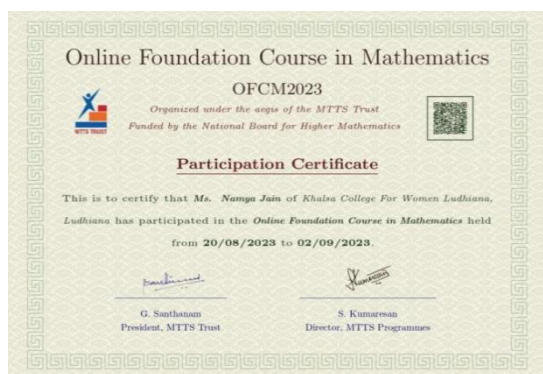 Online Foundation Course in Mathematics
OFCM2023
Organized under the aegis of the MTTS Trust
Funded by the National Board for Higher Mathematics
MTTS TRUST
Participation Certificate
This is to certify that Ms. Namya Jain of Khalsa College For Women Ludhiana,
Ludhiana has participated in the Online Foundation Course in Mathematics held
from 20/08/2023 to 02/09/2023.
G. Santhanam
President, MTTS Trust
S. Kumaresan
Director, MTTS Programmes